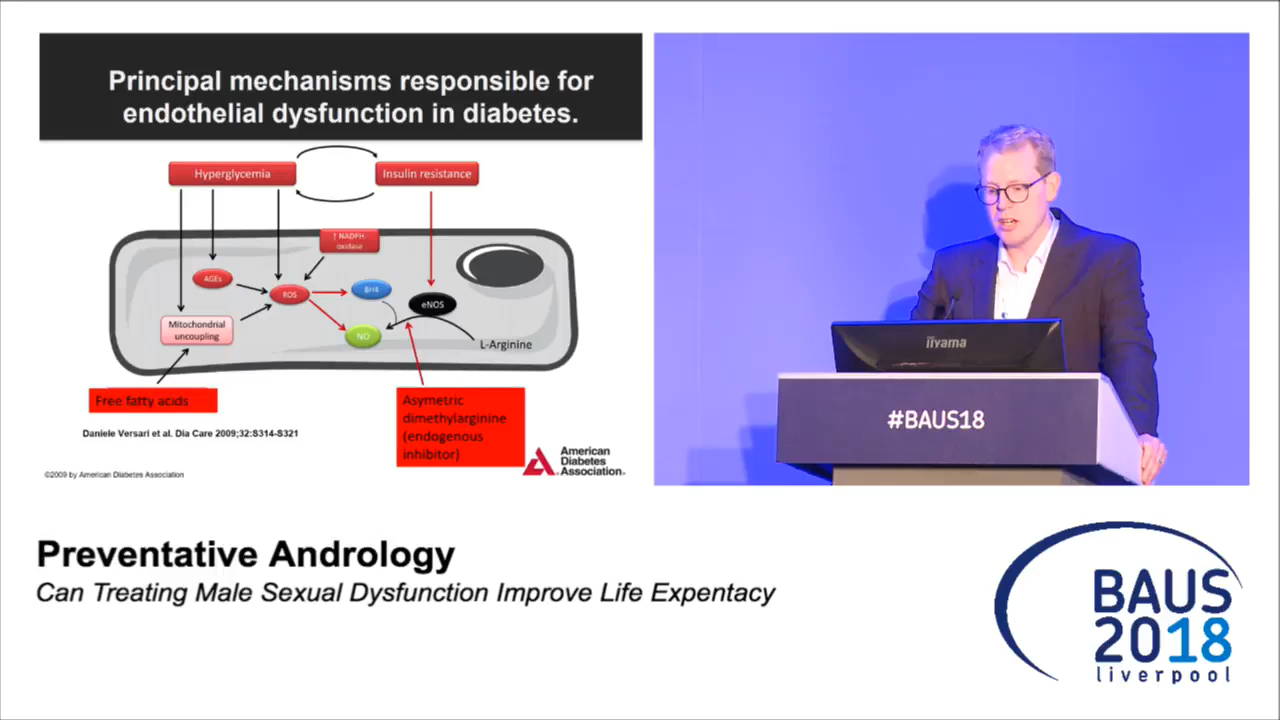 Principal mechanisms responsible for
endothelial dysfunction in diabetes.
Hyperglycemia
Insulin resistance
↑ NADPH-
oxidase
AGEs
ROS
BH4
eNOS
Mitochondrial
uncoupling
NO
L-Arginine
Free fatty acids
Asymetric
dimethylarginine
(endogenous
inhibitor)
Daniele Versari et al. Dia Care 2009;32:S314-S321
©2009 by American Diabetes Association
American
Diabetes
Association.
iiyama
#BAUS18
Preventative Andrology
Can Treating Male Sexual Dysfunction Improve Life Expentacy
BAUS
2018
liverpool